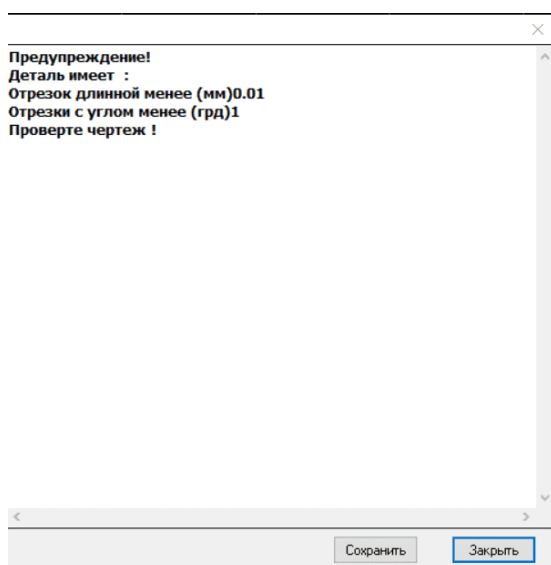 Предупреждение!
Деталь имеет  :
Отрезок длинной менее (мм)0.01
Отрезки с углом менее (грд)1
Проверте чертеж !
Сохранить
Закрыть